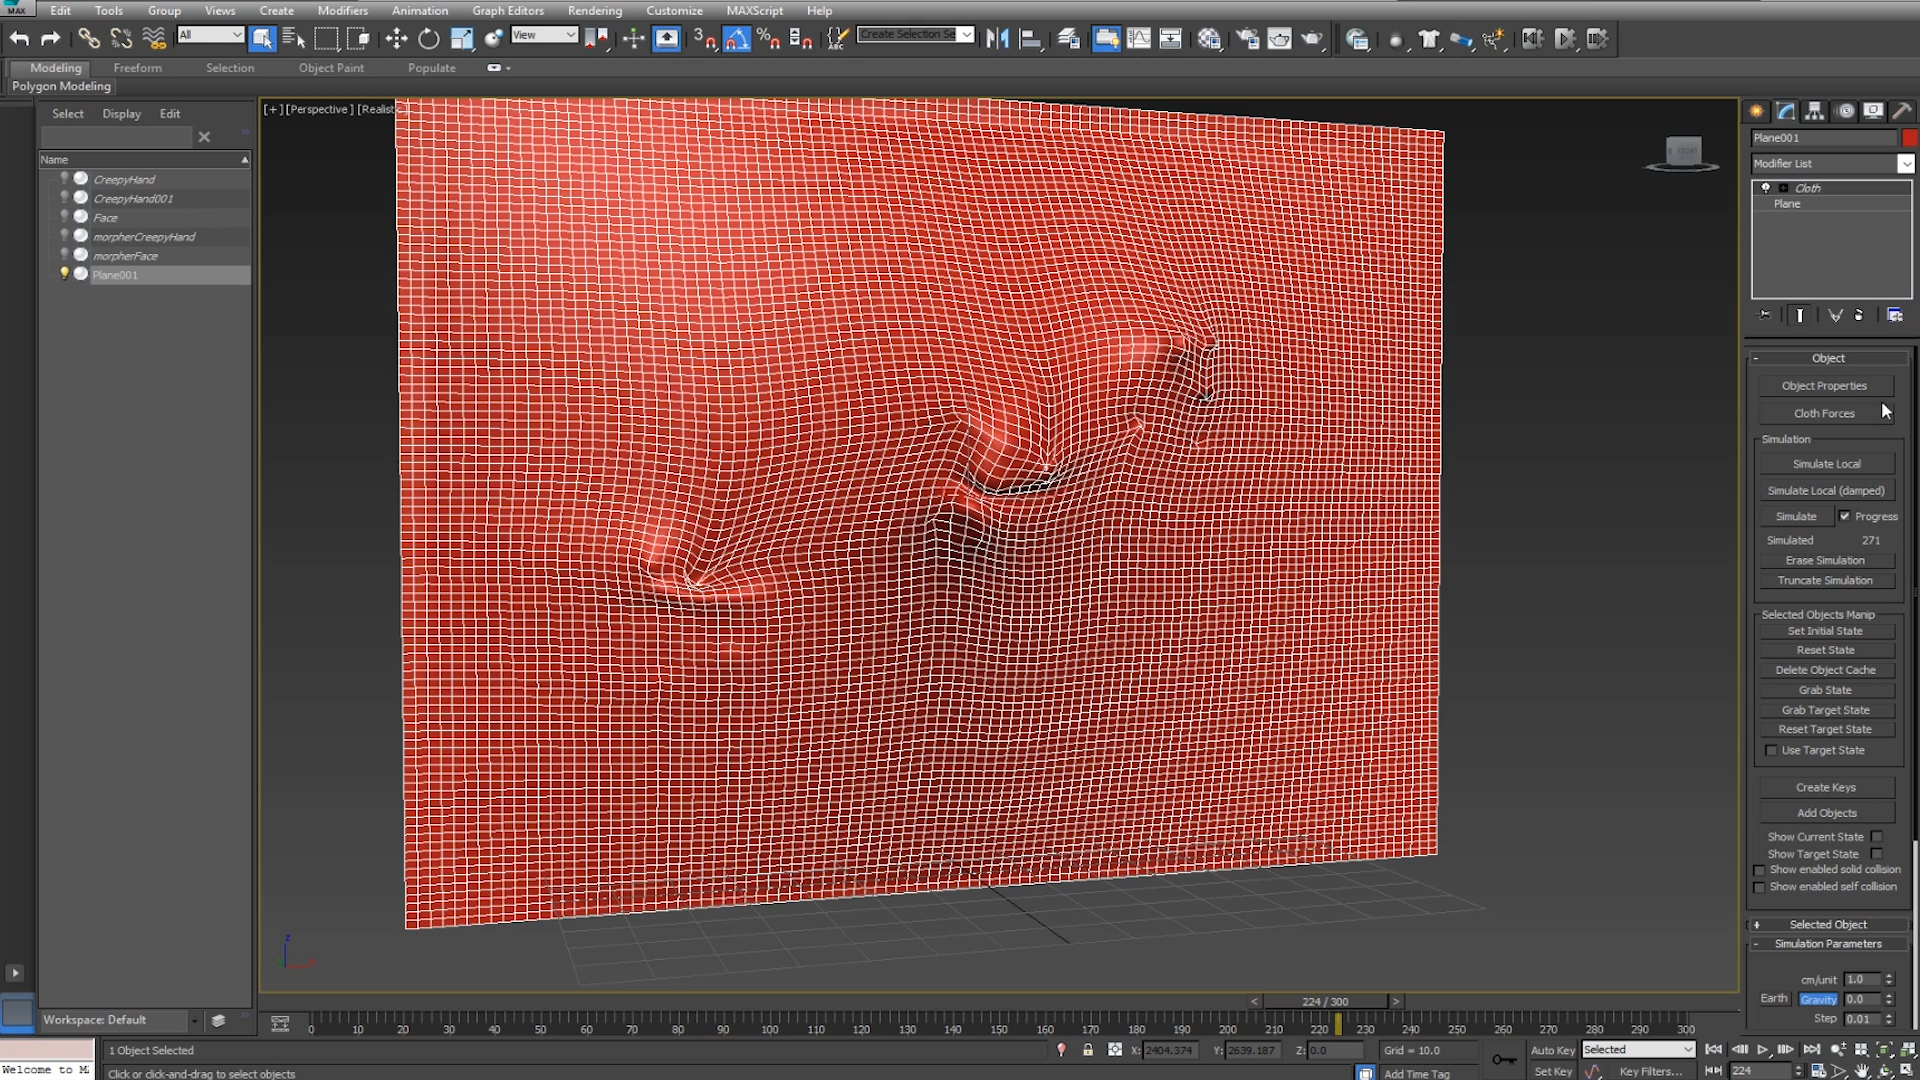 MAX Edit Tools Group Views Create Modifiers Animation Graph Editors Rendering Customize MAXScript Help
All View 3 % ABC Create Selection Se
Modeling Freeform Selection Object Paint Populate
Polygon Modeling
Select Display Edit
Name
CreepyHand
CreepyHand001
Face
morpherCreepyHand
morpherFace
Plane001
[+][Perspective][Realist
FRONT
z
Plane001
Modifier List
Cloth
Plane
- Object
Object Properties
Cloth Forces
Simulation
Simulate Local
Simulate Local (damped)
Simulate Progress
Simulated 271
Erase Simulation
Truncate Simulation
Selected Objects Manip
Set Initial State
Reset State
Delete Object Cache
Grab State
Grab Target State
Reset Target State
Use Target State
Create Keys
Add Objects
Show Current State
Show Target State
Show enabled solid collision
Show enabled self collision
+ Selected Object
- Simulation Parameters
cm/unit 1.0
Earth Gravity 0.0
Step 0.01
< 224 / 300 >
Workspace: Default
0 10 20 30 40 50 60 70 80 90 100 110 120 130 140 150 160 170 180 190 200 210 220 230 240 250 260 270 280 290 300
1 Object Selected X: 2404.374 Y: 2639.187 Z: 0.0 Grid = 10.0 Auto Key Selected
Welcome to M Click or click-and-drag to select objects Add Time Tag Set Key Key Filters... 224